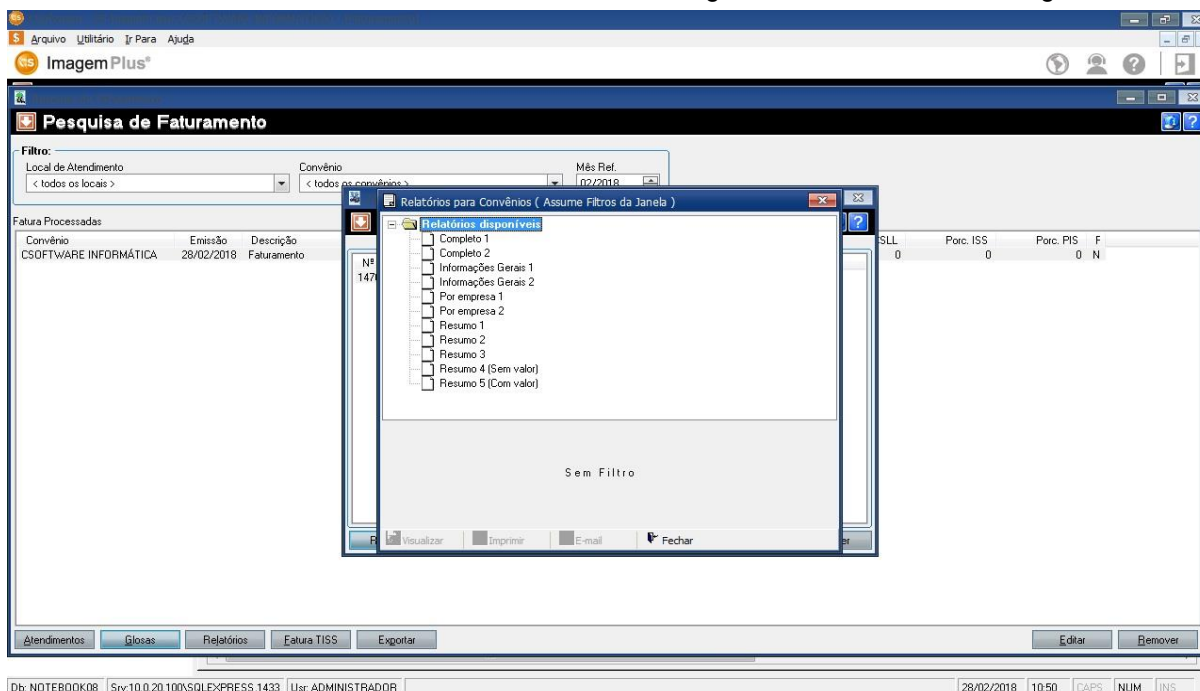 Arquivo Utilitário Ir Para Ajuda
ImagemPlus®
Pesquisa de Faturamento
Filtro:
Local de Atendimento Convênio Mês Ref.
< todos os locais > < todos os convênios > 02/2018
Fatura Processadas
Convênio Emissão Descrição CSLL Porc. ISS Porc. PIS F
CSOFTWARE INFORMÁTICA 28/02/2018 Faturamento 0 0 0 N
Nº
Relatórios para Convênios ( Assume Filtros da Janela )
Relatórios disponíveis
Completo 1
Completo 2
Informações Gerais 1
Informações Gerais 2
Por empresa 1
Por empresa 2
Resumo 1
Resumo 2
Resumo 3
Resumo 4 (Sem valor)
Resumo 5 (Com valor)
Sem Filtro
Visualizar Imprimir E-mail Fechar
Atendimentos Glosas Relatórios Fatura TISS Exportar Editar Remover
Db: NOTEBOOK08 Srv:10.0.20.100\SQLEXPRESS,1433 Usr: ADMINISTRADOR 28/02/2018 10:50 CAPS NUM INS